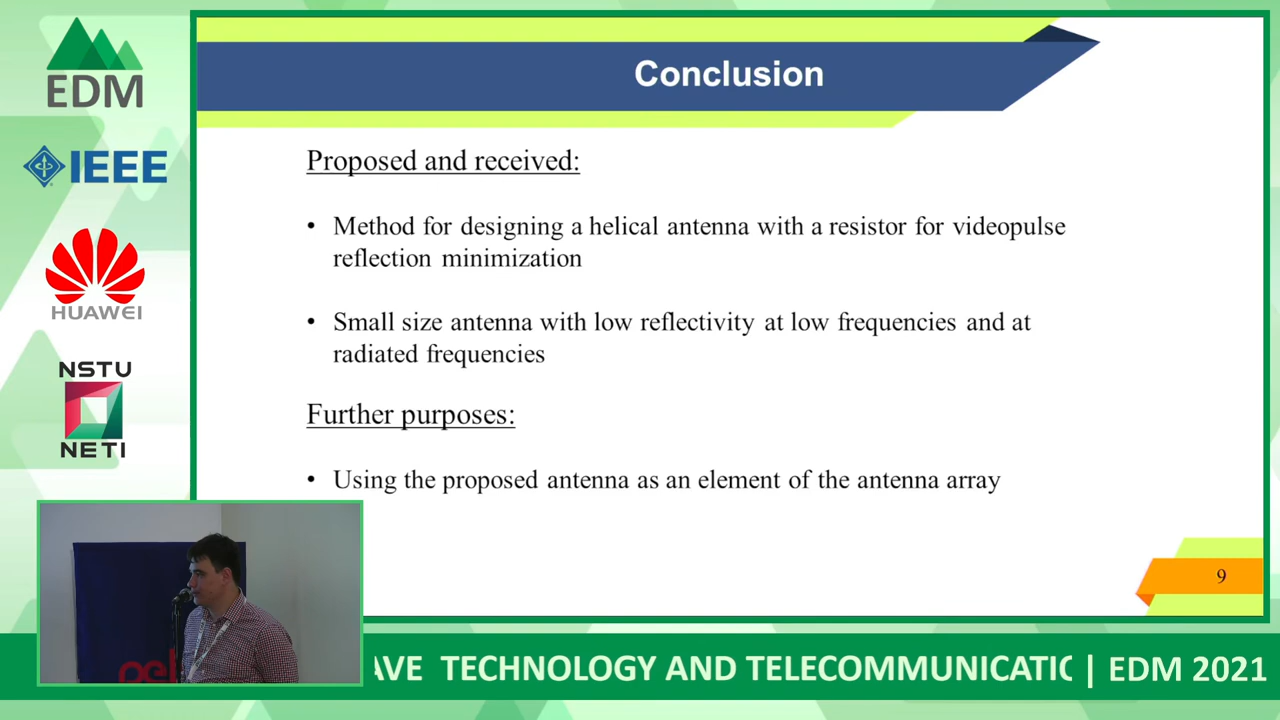 EDM
IEEE
HUAWEI
NSTU
NETI
Conclusion
Proposed and received:
• Method for designing a helical antenna with a resistor for videopulse
reflection minimization
• Small size antenna with low reflectivity at low frequencies and at
radiated frequencies
Further purposes:
• Using the proposed antenna as an element of the antenna array
9
AVE TECHNOLOGY AND TELECOMMUNICATIC | EDM 2021